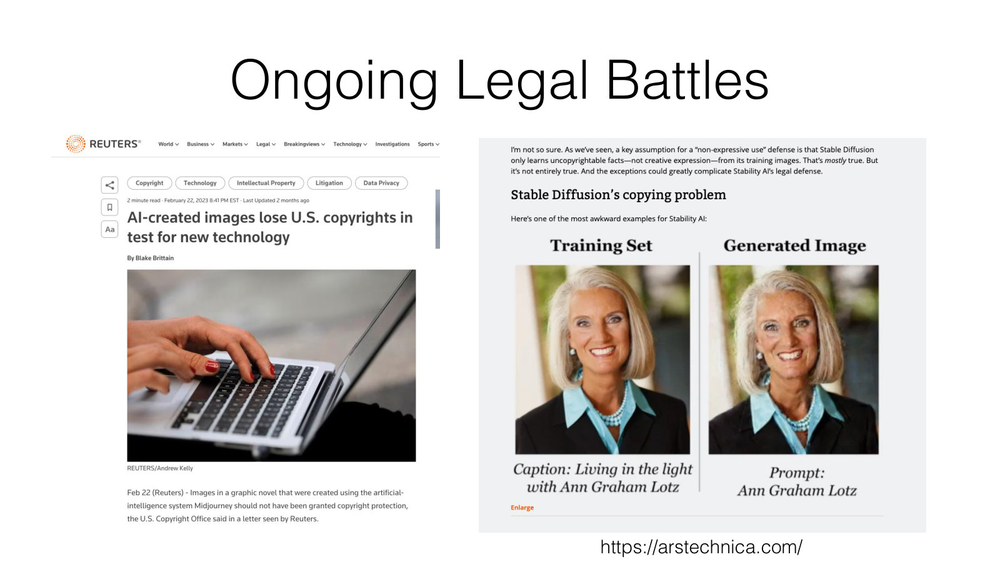 Ongoing Legal Battles
REUTERS®
World Business Markets Legal Breakingviews Technology Investigations Sports
Copyright Technology Intellectual Property Litigation Data Privacy
2 minute read · February 22, 2023 8:41 PM EST · Last Updated 2 months ago
Aa
AI-created images lose U.S. copyrights in
test for new technology
By Blake Brittain
REUTERS/Andrew Kelly
Feb 22 (Reuters) - Images in a graphic novel that were created using the artificial-
intelligence system Midjourney should not have been granted copyright protection,
the U.S. Copyright Office said in a letter seen by Reuters.
I'm not so sure. As we've seen, a key assumption for a “non-expressive use” defense is that Stable Diffusion
only learns uncopyrightable facts—not creative expression—from its training images. That's mostly true. But
it's not entirely true. And the exceptions could greatly complicate Stability AI's legal defense.
Stable Diffusion's copying problem
Here's one of the most awkward examples for Stability AI:
Training Set
Generated Image
Caption: Living in the light
with Ann Graham Lotz
Prompt:
Ann Graham Lotz
Enlarge
https://arstechnica.com/